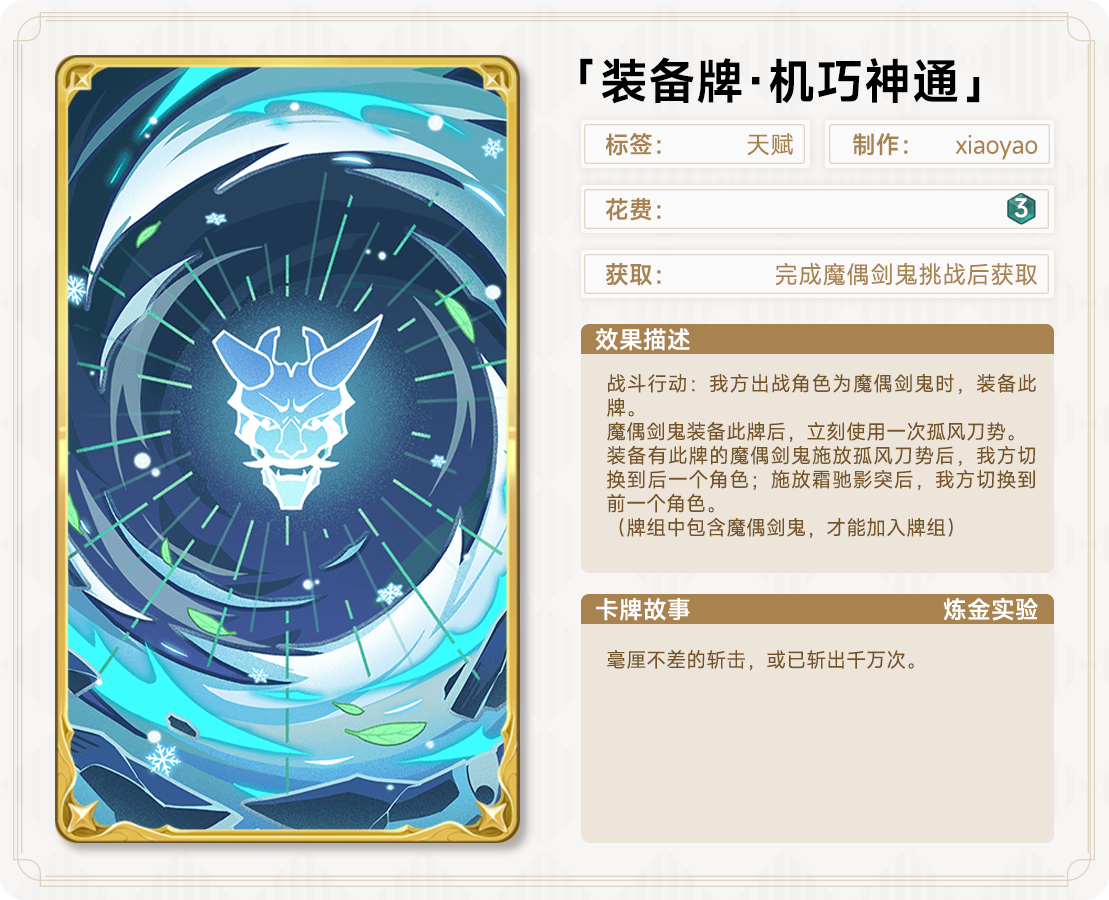 「装备牌·机巧神通」
标签： 天赋 制作： xiaoyao
花费： 3
获取： 完成魔偶剑鬼挑战后获取
效果描述
战斗行动：我方出战角色为魔偶剑鬼时，装备此
牌。
魔偶剑鬼装备此牌后，立刻使用一次孤风刀势。
装备有此牌的魔偶剑鬼施放孤风刀势后，我方切
换到后一个角色；施放霜驰影突后，我方切换到
前一个角色。
（牌组中包含魔偶剑鬼，才能加入牌组）
卡牌故事 炼金实验
毫厘不差的斩击，或已斩出千万次。